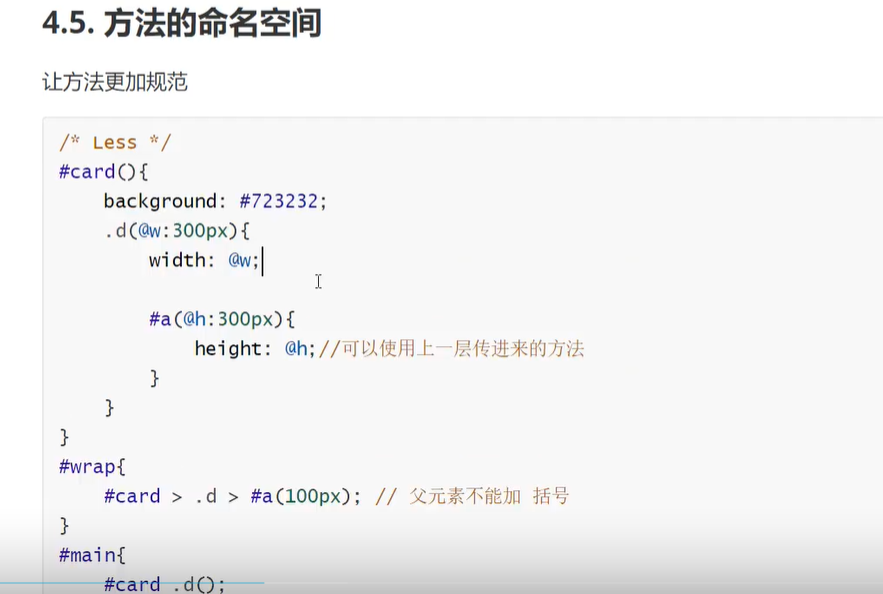 4.5. 方法的命名空间
让方法更加规范
/* Less */
#card(){
background: #723232;
.d(@w:300px){
width: @w;
#a(@h:300px){
height: @h;//可以使用上一层传进来的方法
}
}
}
#wrap{
#card > .d > #a(100px); // 父元素不能加 括号
}
#main{
#card .d();